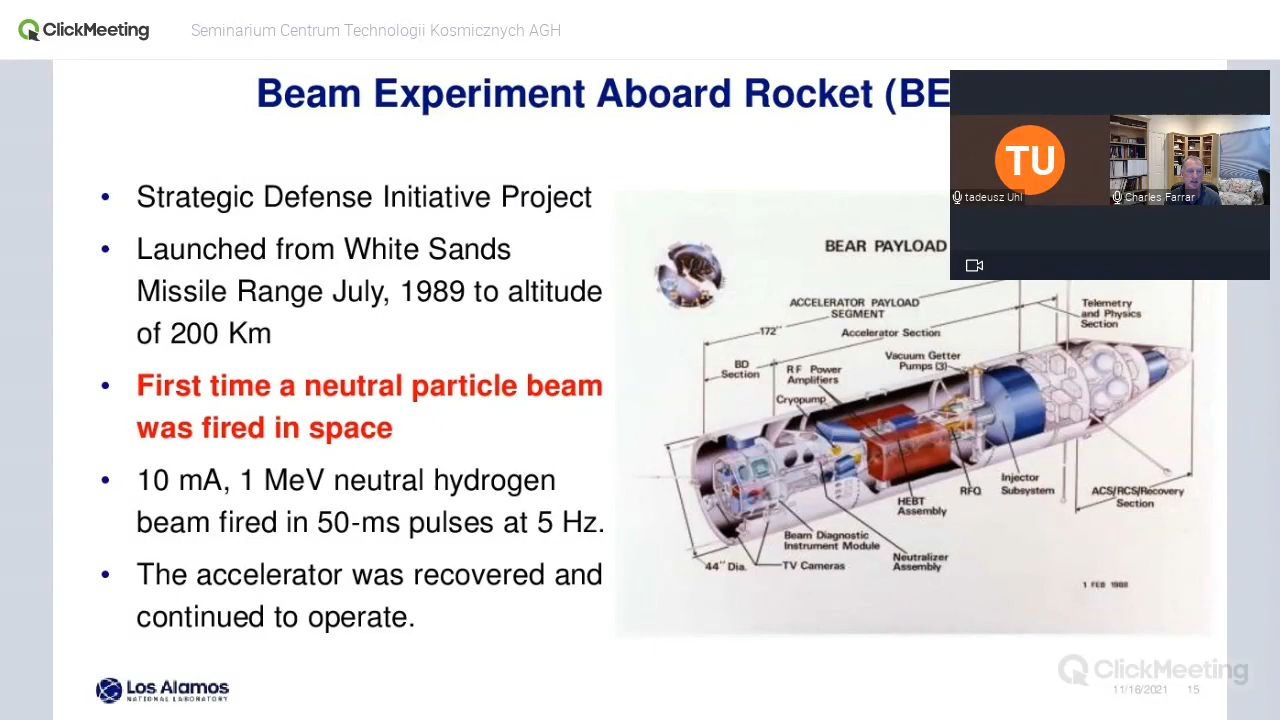 ClickMeeting
Seminarium Centrum Technologii Kosmicznych AGH
Beam Experiment Aboard Rocket (BE
TU
tadeusz Uhl
Charles Farrar
• Strategic Defense Initiative Project
• Launched from White Sands
Missile Range July, 1989 to altitude
of 200 Km
• First time a neutral particle beam
was fired in space
• 10 mA, 1 MeV neutral hydrogen
beam fired in 50-ms pulses at 5 Hz.
• The accelerator was recovered and
continued to operate.
BEAR PAYLOAD
ACCELERATOR PAYLOAD
SEGMENT
Telemetry
and Physics
Section
172"
Accelerator Section
BD
Section
RF Power
Amplifiers
Vacuum Getter
Pumps (3)
Cryopump
Injector
Subsystem
RFQ
HEBT
Assembly
ACS/RCS/Recovery
Section
Beam Diagnostic
Instrument Module
Neutralizer
Assembly
44" Dia.
TV Cameras
1 FEB 1988
Los Alamos
NATIONAL LABORATORY
ClickMeeting
11/16/2021 15